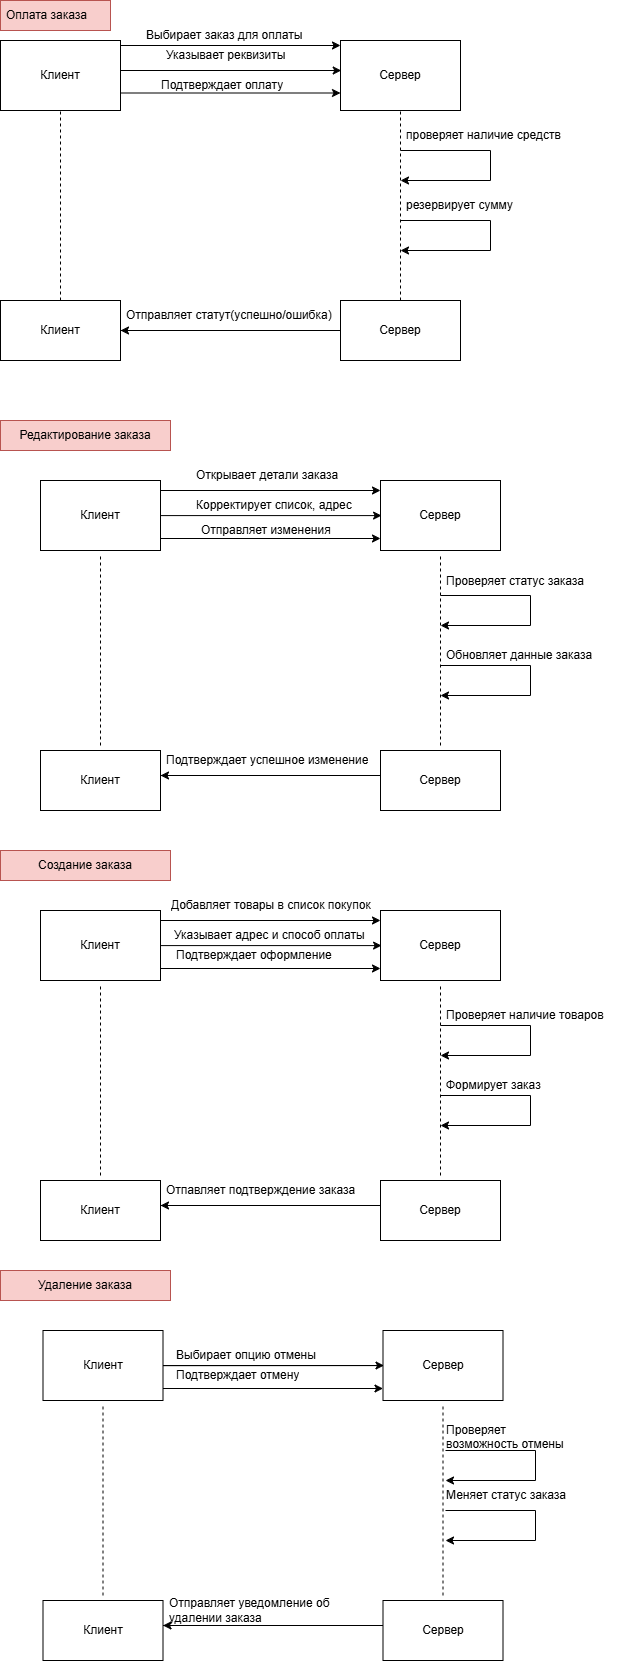 Оплата заказа
Выбирает заказ для оплаты
Указывает реквизиты
Клиент
Сервер
Подтверждает оплату
проверяет наличие средств
резервирует сумму
Отправляет статут(успешно/ошибка)
Клиент
Сервер
Редактирование заказа
Открывает детали заказа
Корректирует список, адрес
Клиент
Сервер
Отправляет изменения
Проверяет статус заказа
Обновляет данные заказа
Подтверждает успешное изменение
Клиент
Сервер
Создание заказа
Добавляет товары в список покупок
Указывает адрес и способ оплаты
Клиент
Сервер
Подтверждает оформление
Проверяет наличие товаров
Формирует заказ
Отпавляет подтверждение заказа
Клиент
Сервер
Удаление заказа
Выбирает опцию отмены
Клиент
Сервер
Подтверждает отмену
Проверяет
возможность отмены
Меняет статус заказа
Отправляет уведомление об
удалении заказа
Клиент
Сервер